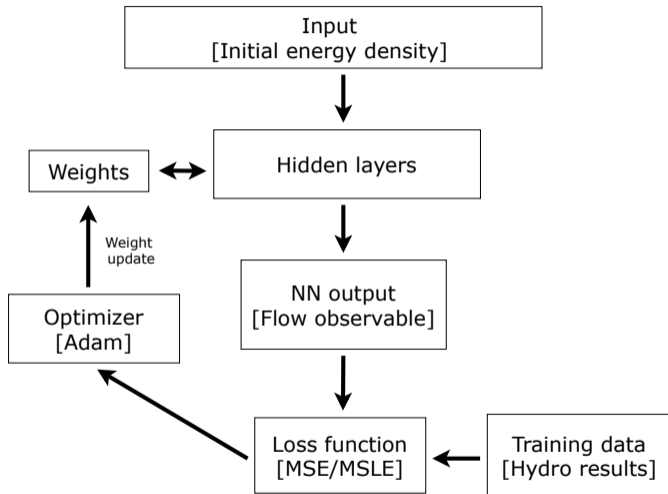 Input
[Initial energy density]
Hidden layers
Weights
Weight
update
NN output
[Flow observable]
Optimizer
[Adam]
Loss function
[MSE/MSLE]
Training data
[Hydro results]